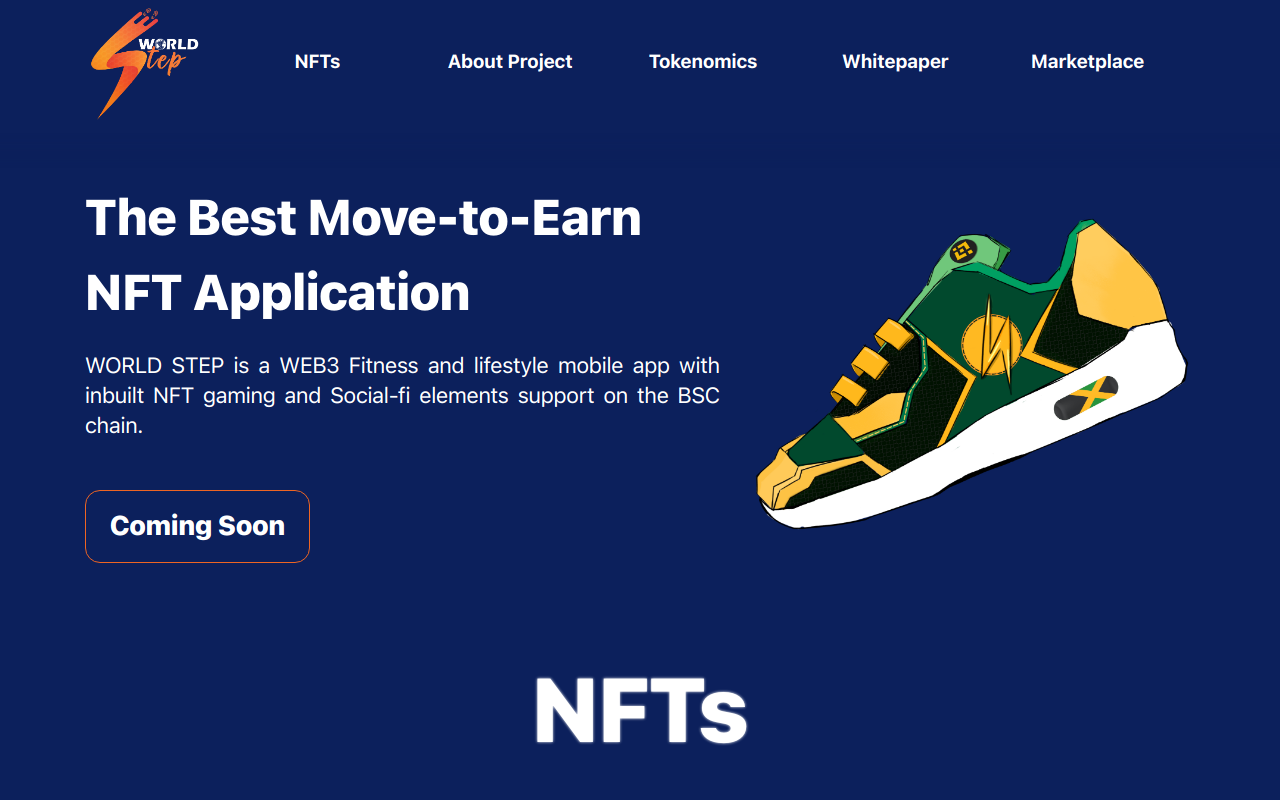 WORLD
Step
NFTs
About Project
Tokenomics
Whitepaper
Marketplace
The Best Move-to-Earn
NFT Application
WORLD STEP is a WEB3 Fitness and lifestyle mobile app with
inbuilt NFT gaming and Social-fi elements support on the BSC
chain.
Coming Soon
NFTs